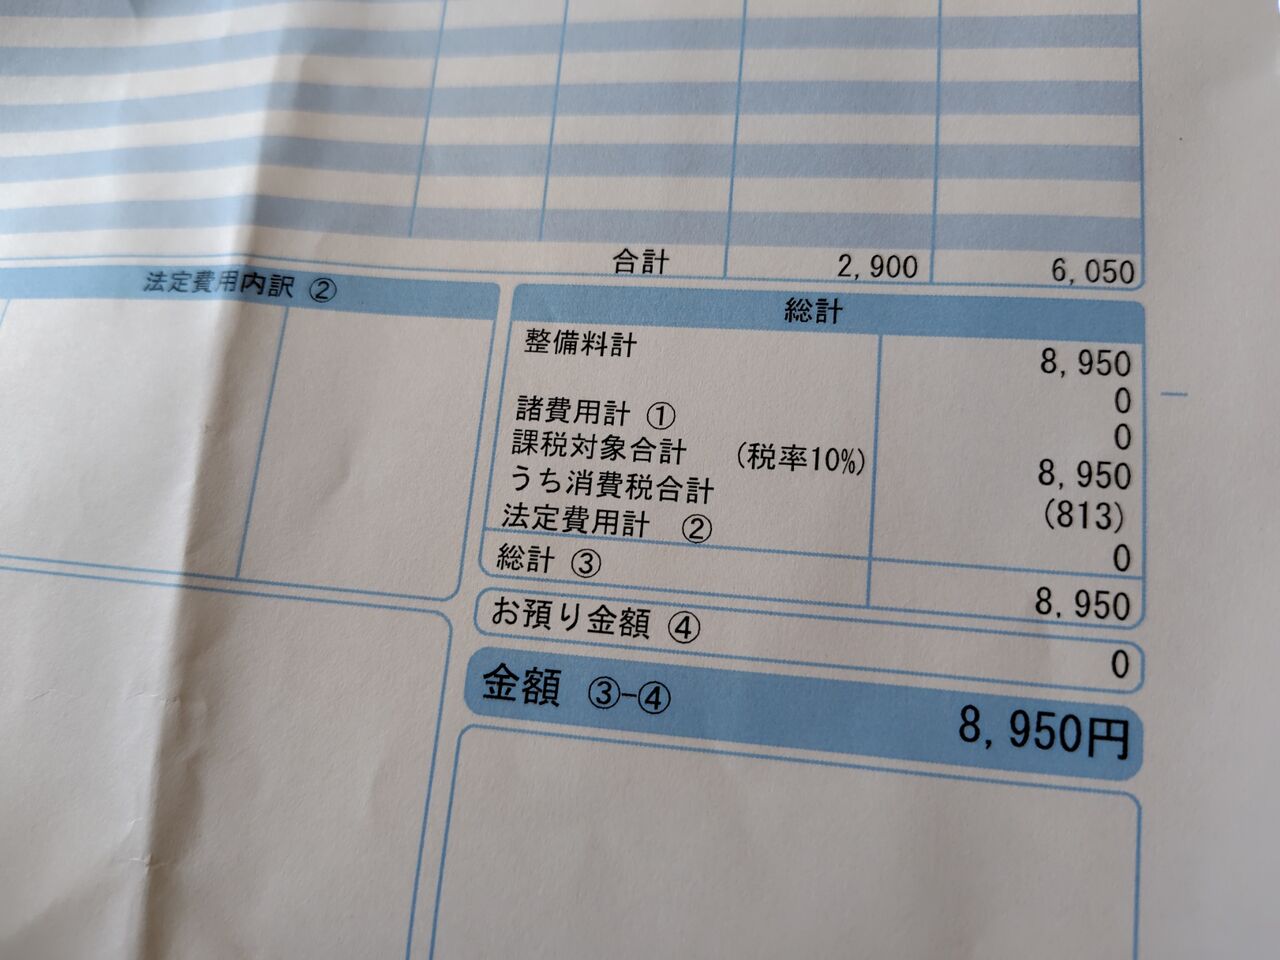 合計 2,900 6,050
法定費用内訳 ②
総計
整備料計 8,950
0
諸費用計 ① 0
課税対象合計 (税率10%) 8,950
うち消費税合計 (813)
法定費用計 ② 0
総計 ③ 8,950
お預り金額 ④ 0
金額 ③-④ 8,950円